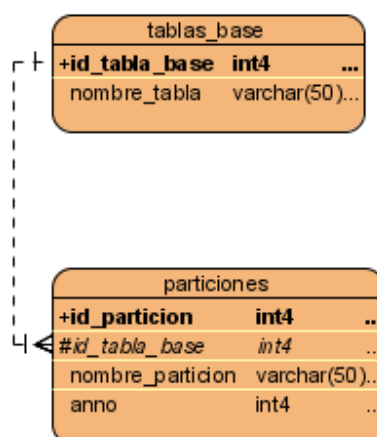 tablas_base
+id_tabla_base int4 ...
nombre_tabla varchar(50)...
particiones
+id_particion int4 ..
#id_tabla_base int4 ..
nombre_particion varchar(50)..
anno int4 ..